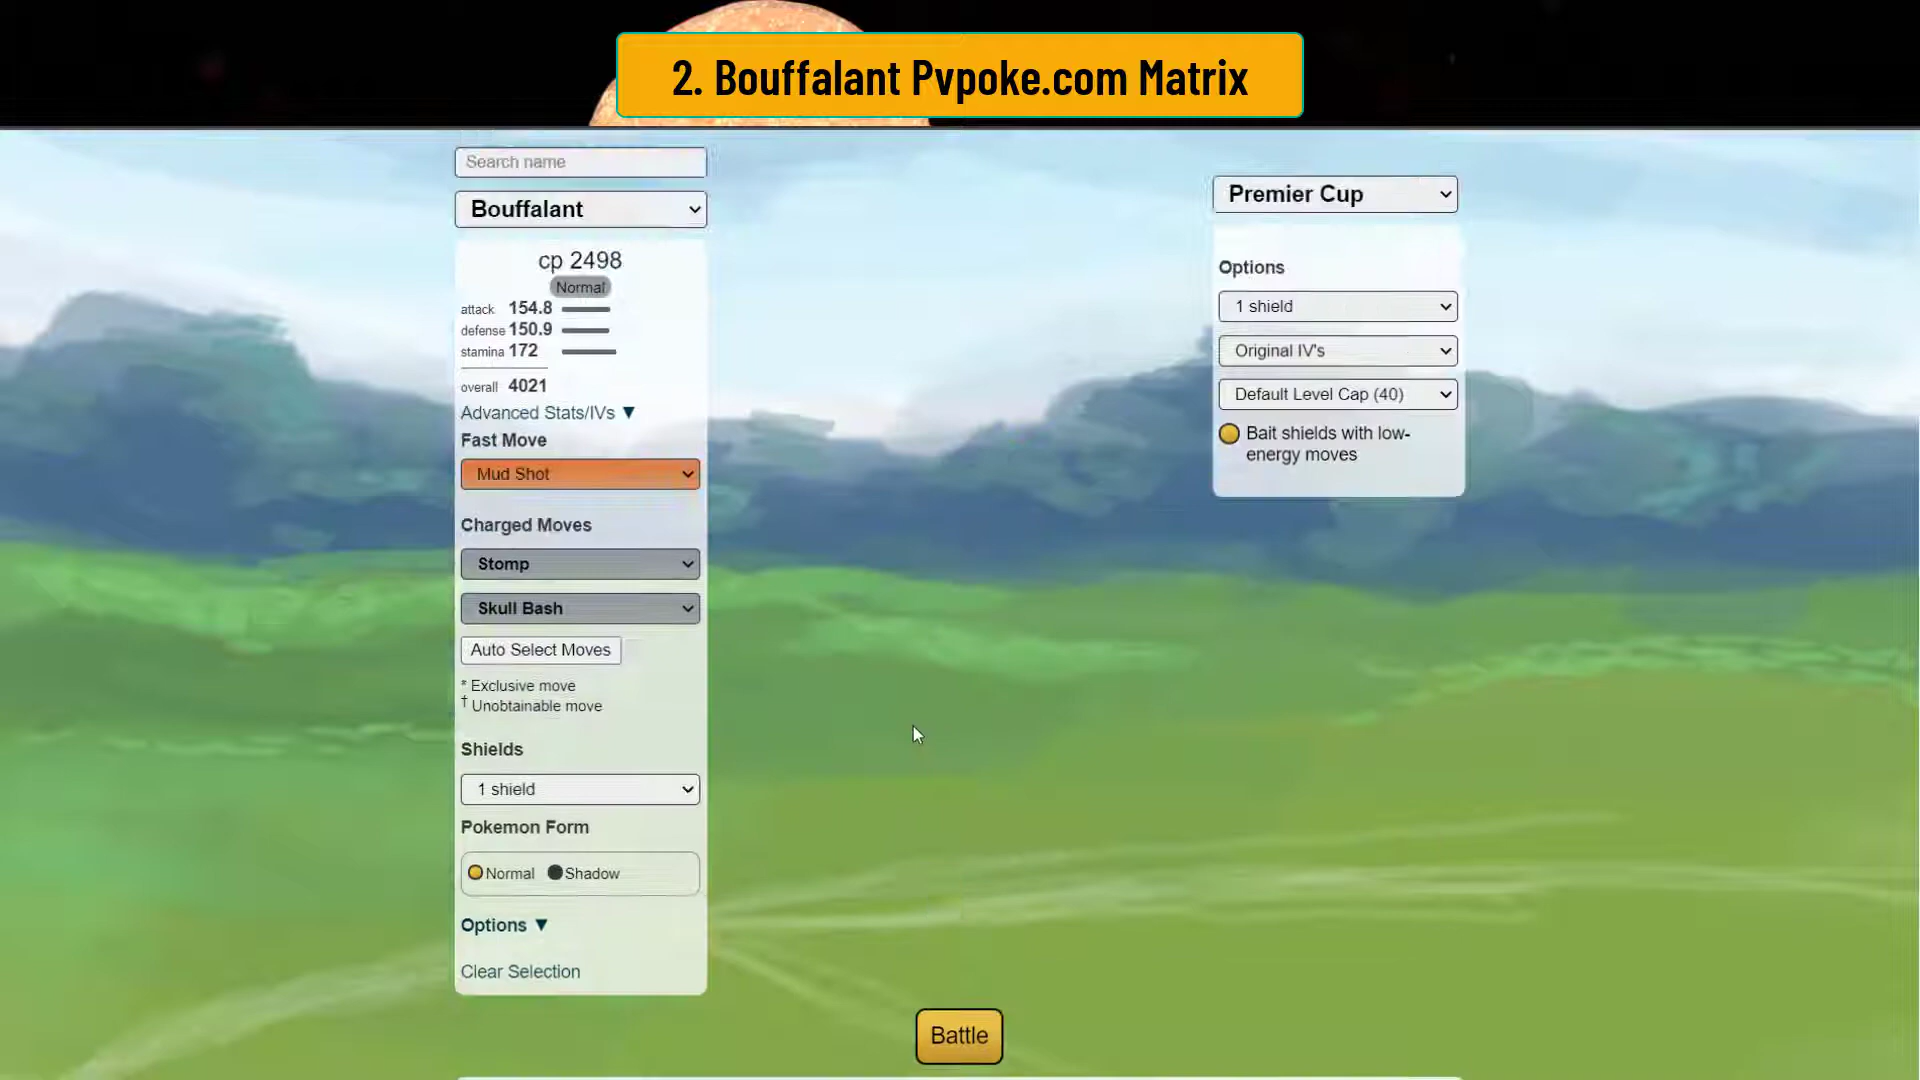 2. Bouffalant Pvpoke.com Matrix
Search name
Bouffalant
cp 2498
Normal
attack 154.8
defense 150.9
stamina 172
overall 4021
Advanced Stats/IVs ▼
Fast Move
Mud Shot
Charged Moves
Stomp
Skull Bash
Auto Select Moves
* Exclusive move
† Unobtainable move
Shields
1 shield
Pokemon Form
Normal Shadow
Options ▼
Clear Selection
Premier Cup
Options
1 shield
Original IV's
Default Level Cap (40)
Bait shields with low-
energy moves
Battle